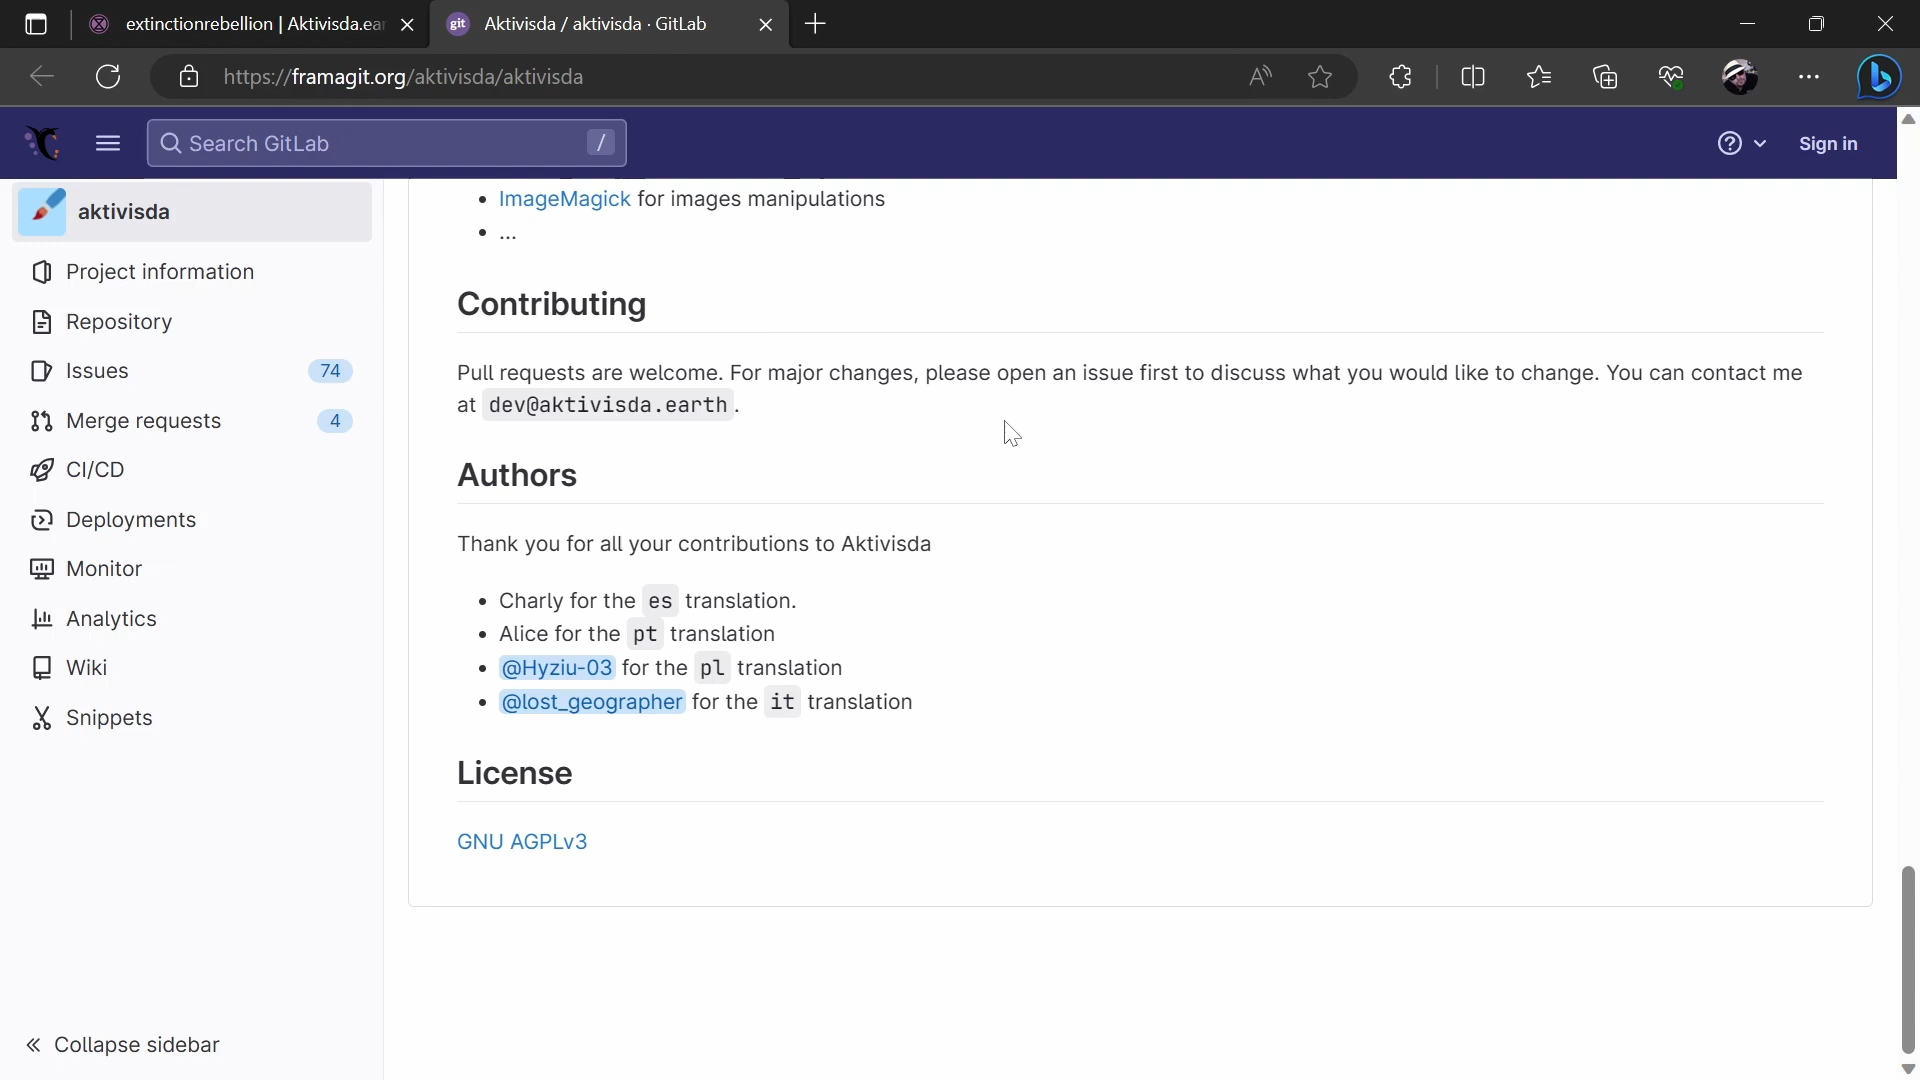 extinctionrebellion | Aktivisda.ear
git Aktivisda / aktivisda · GitLab
https://framagit.org/aktivisda/aktivisda
Search GitLab /
Sign in
aktivisda
Project information
Repository
Issues 74
Merge requests 4
CI/CD
Deployments
Monitor
Analytics
Wiki
Snippets
Collapse sidebar
• ImageMagick for images manipulations
• ...
Contributing
Pull requests are welcome. For major changes, please open an issue first to discuss what you would like to change. You can contact me
at dev@aktivisda.earth.
Authors
Thank you for all your contributions to Aktivisda
• Charly for the es translation.
• Alice for the pt translation
• @Hyziu-03 for the pl translation
• @lost_geographer for the it translation
License
GNU AGPLv3